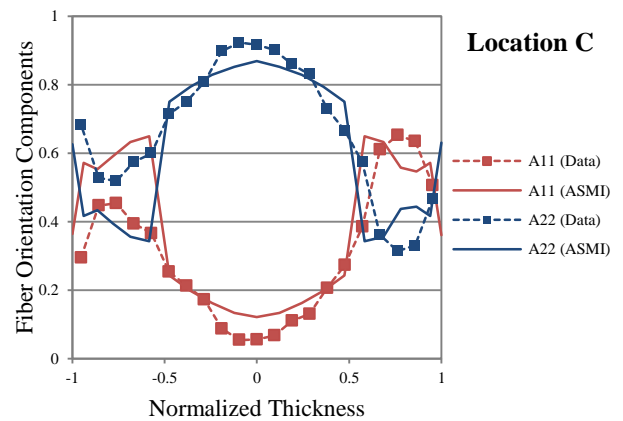 Location C
Fiber Orientation Components
1
0.8
0.6
0.4
0.2
0
-1
-0.5
0
0.5
1
Normalized Thickness
A11 (Data)
A11 (ASMI)
A22 (Data)
A22 (ASMI)